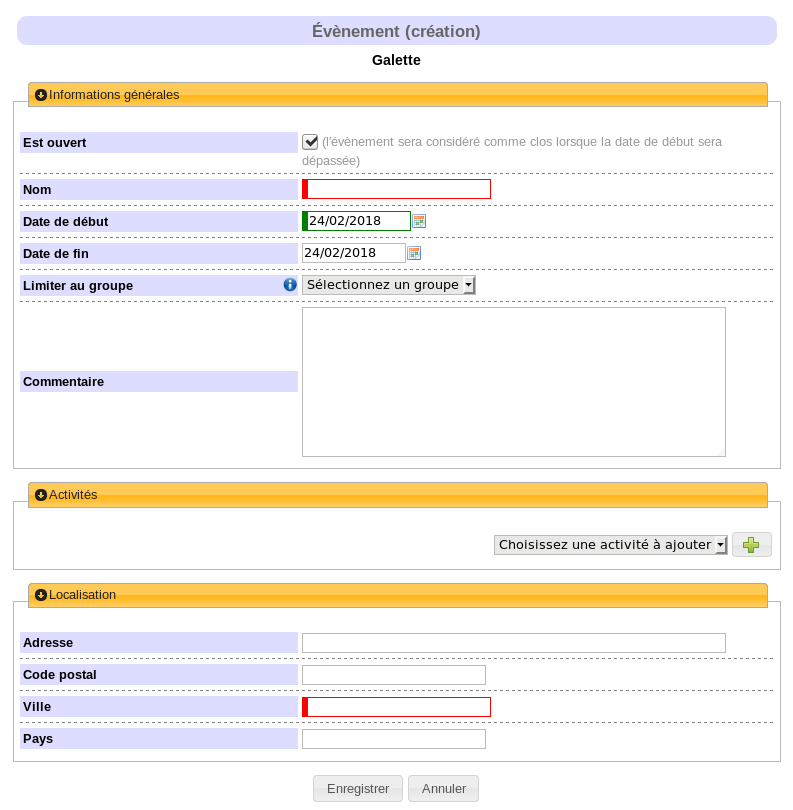 Évènement (création)
Galette
Informations générales
Est ouvert
(l'évènement sera considéré comme clos lorsque la date de début sera
dépassée)
Nom
Date de début
24/02/2018
Date de fin
24/02/2018
Limiter au groupe
Sélectionnez un groupe
Commentaire
Activités
Choisissez une activité à ajouter
Localisation
Adresse
Code postal
Ville
Pays
Enregistrer
Annuler